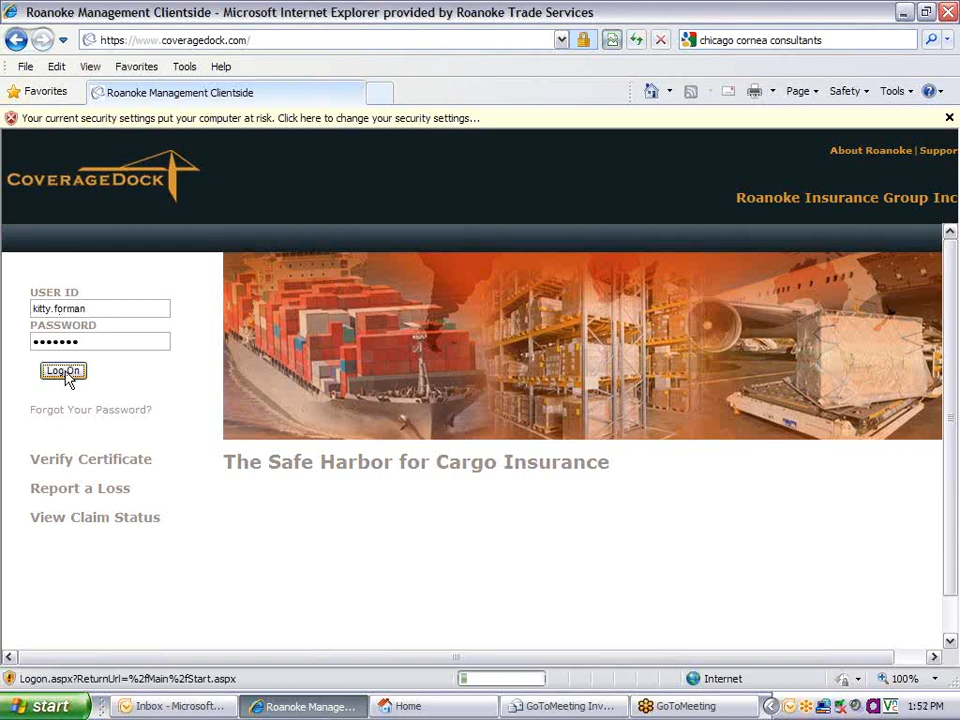 Roanoke Management Clientside - Microsoft Internet Explorer provided by Roanoke Trade Services
https://www.coveragedock.com/
chicago cornea consultants
File Edit View Favorites Tools Help
Favorites
Roanoke Management Clientside
Page Safety Tools
Your current security settings put your computer at risk. Click here to change your security settings...
COVERAGEDOCK
About Roanoke | Suppor
Roanoke Insurance Group Inc
USER ID
kitty.forman
PASSWORD
Log On
Forgot Your Password?
Verify Certificate
Report a Loss
View Claim Status
The Safe Harbor for Cargo Insurance
Logon.aspx?ReturnUrl=%2fMain%2fStart.aspx
Internet
100%
start
Inbox - Microsoft...
Roanoke Manage...
Home
GoToMeeting Inv...
GoToMeeting
1:52 PM